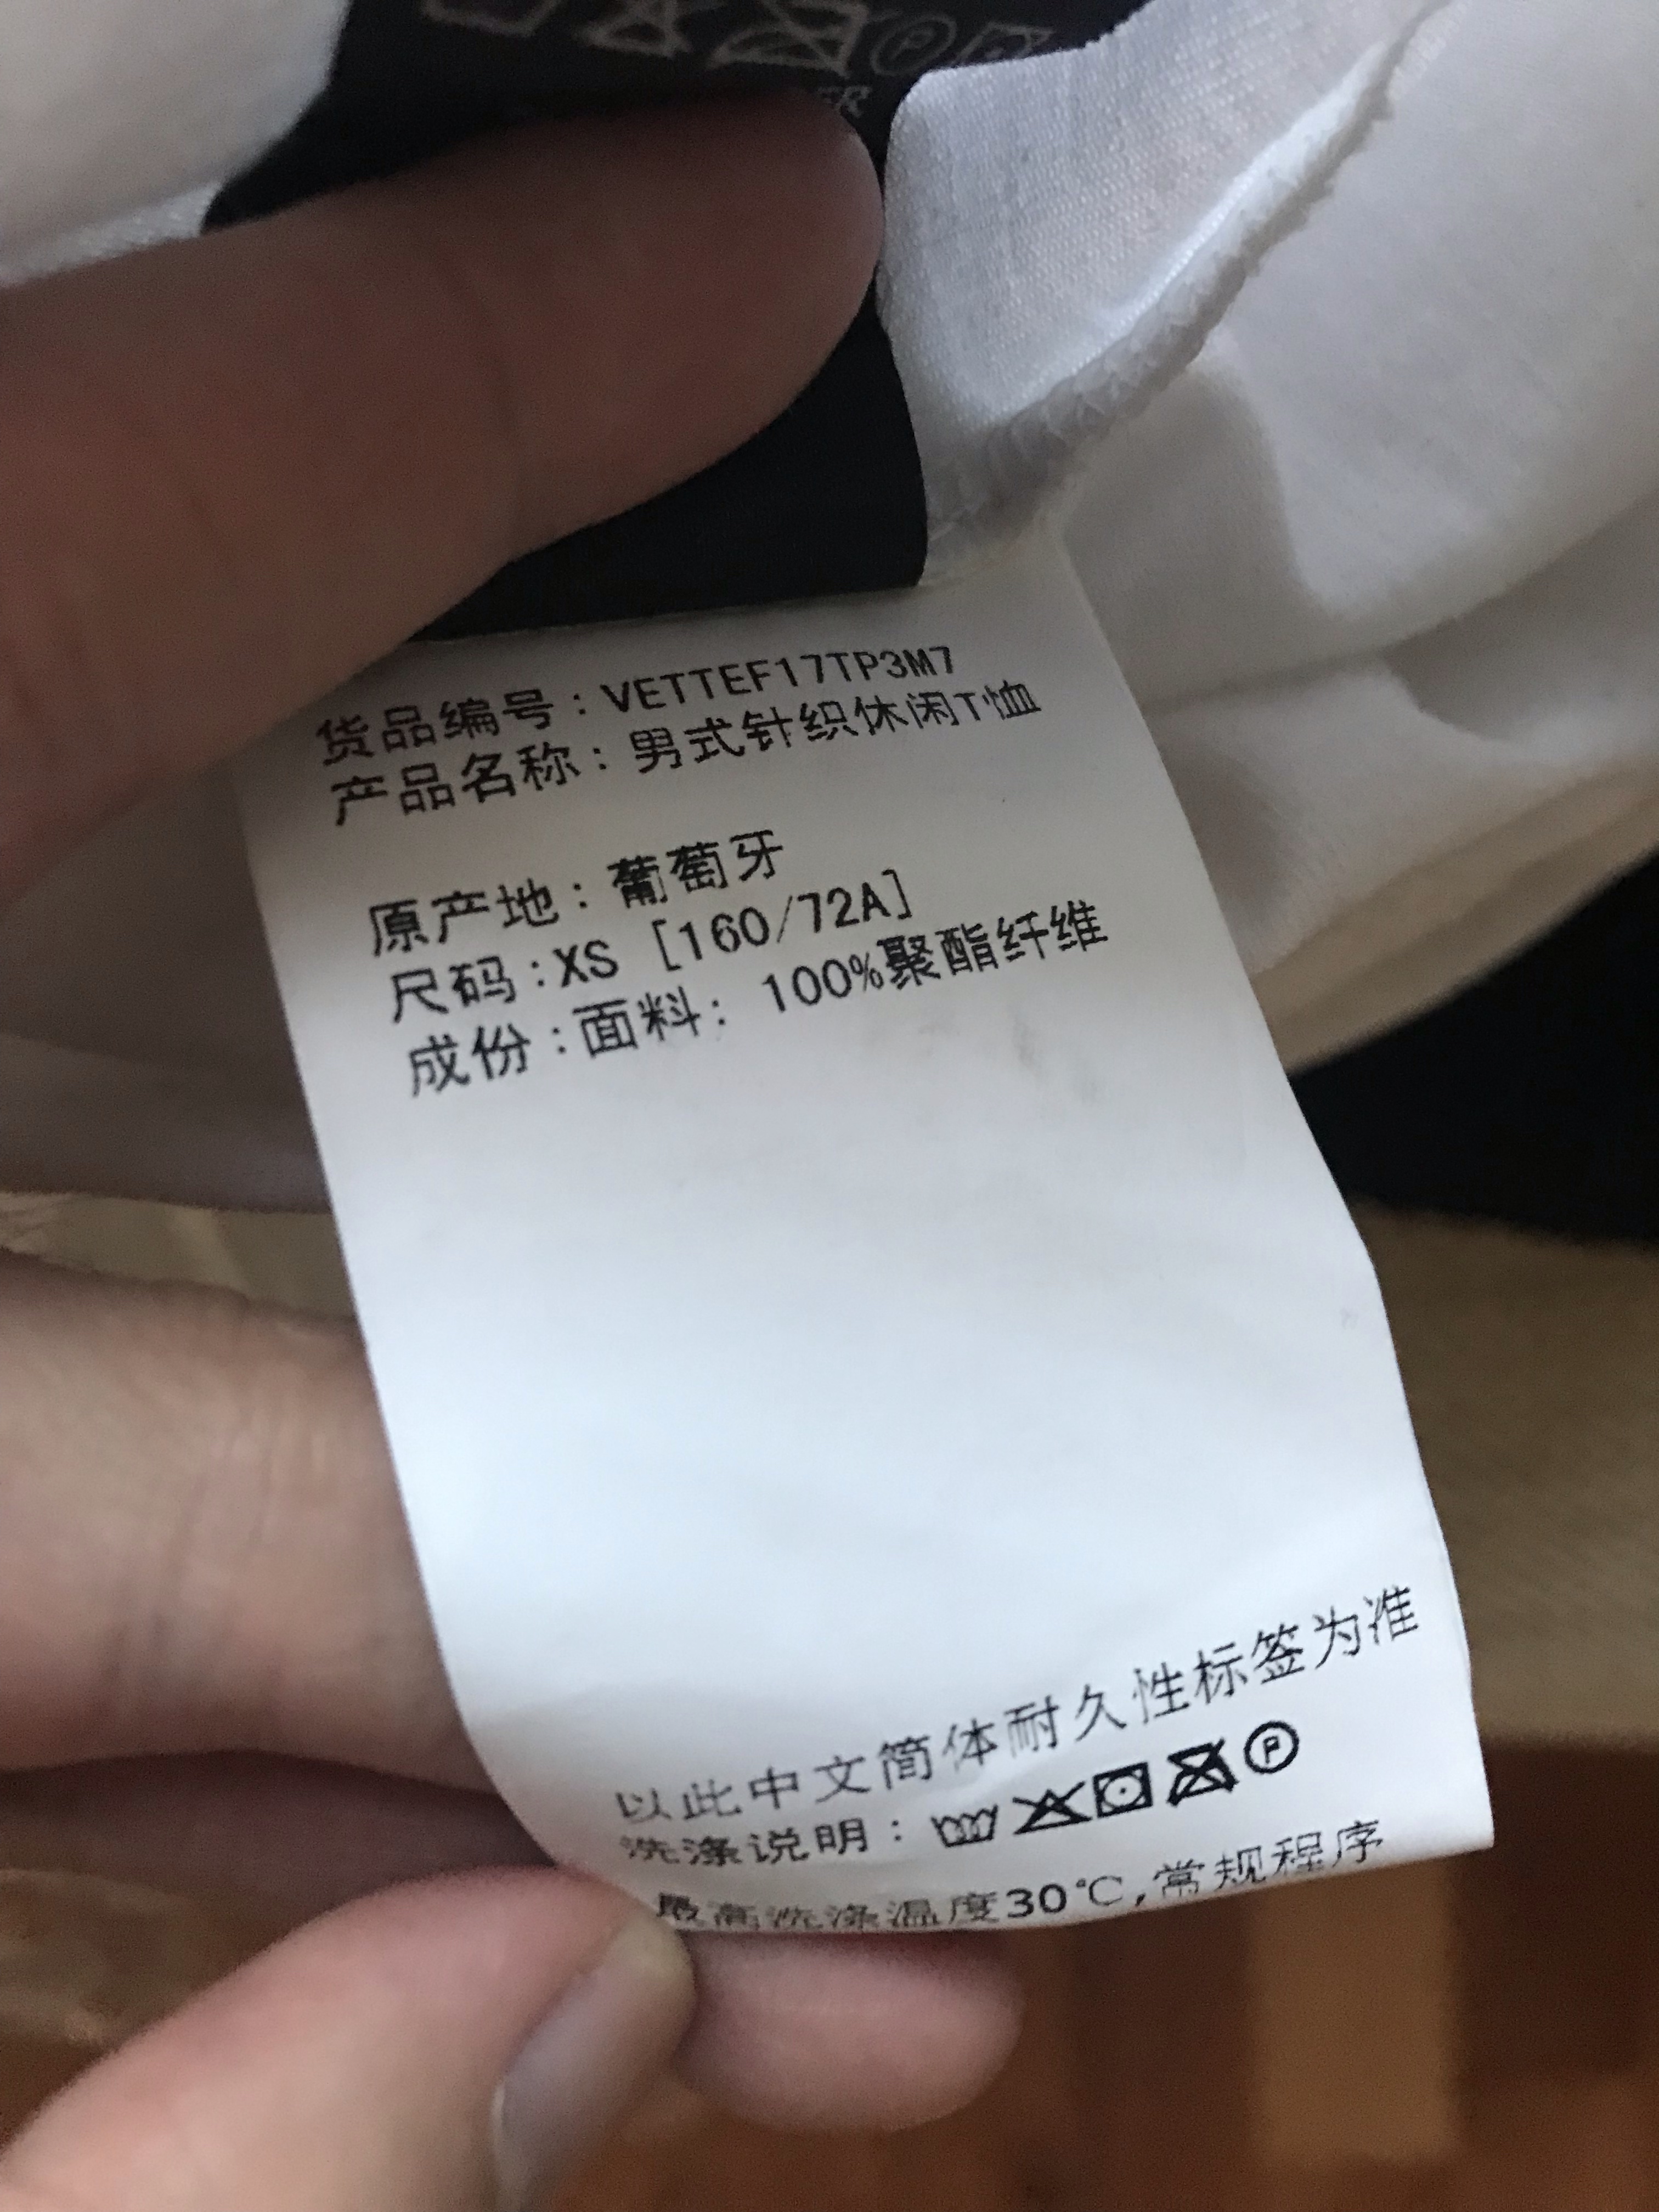 货品编号：VETTEF17TP3M7
产品名称：男式针织休闲T恤
原产地：葡萄牙
尺码：XS [160/72A]
成份：面料： 100%聚酯纤维
以此中文简体耐久性标签为准
洗涤说明：
P
最高洗涤温度30℃,常规程序